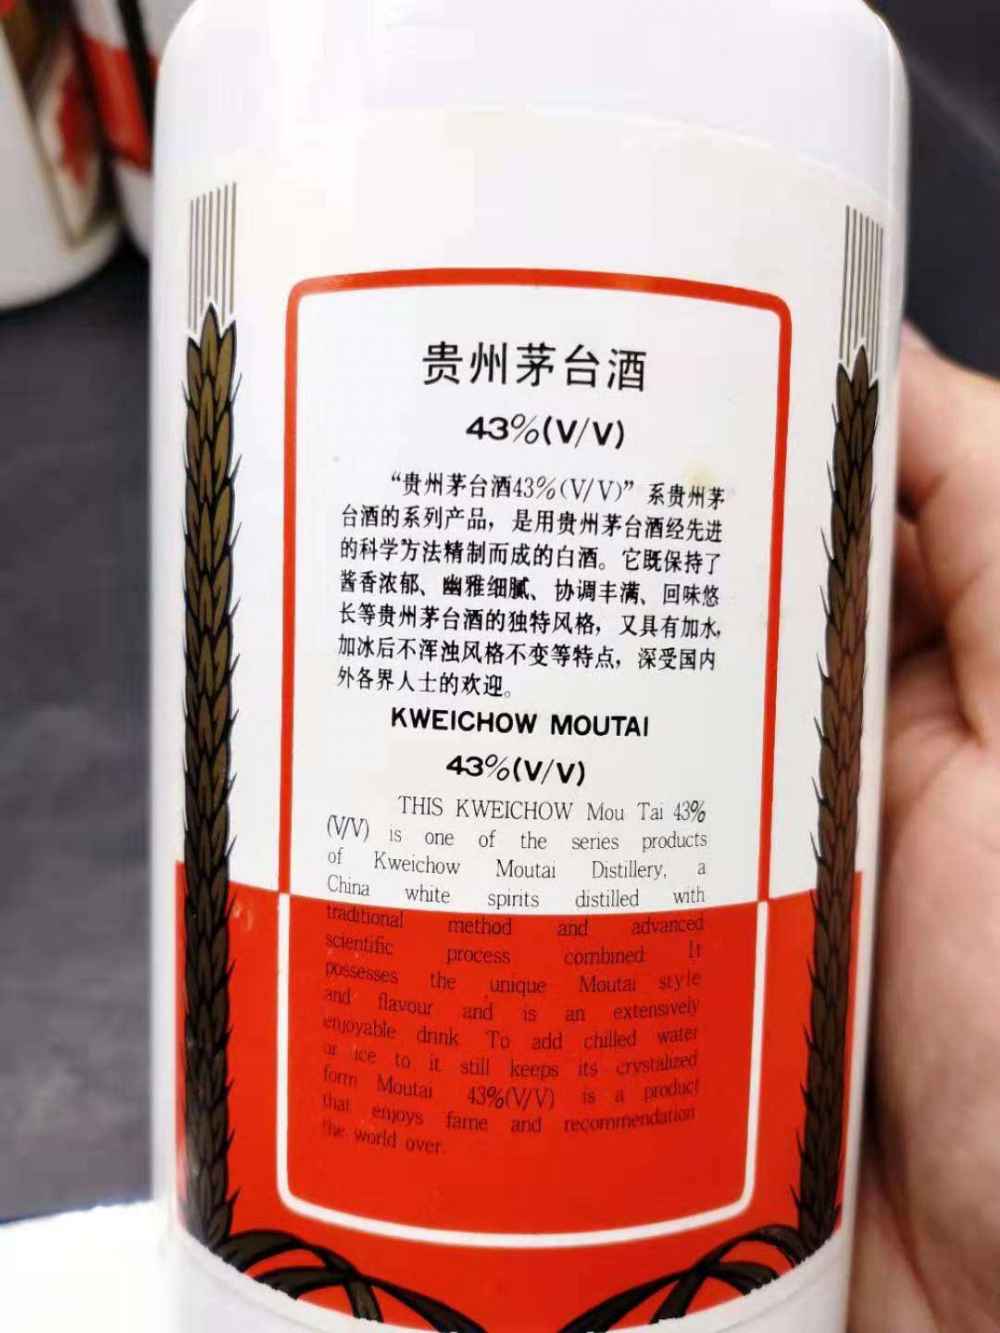 贵州茅台酒
43%(V/V)
“贵州茅台酒43%(V/V)”系贵州茅
台酒的系列产品，是用贵州茅台酒经先进
的科学方法精制而成的白酒。它既保持了
酱香浓郁、幽雅细腻、协调丰满、回味悠
长等贵州茅台酒的独特风格，又具有加水，
加冰后不浑浊风格不变等特点，深受国内
外各界人士的欢迎。
KWEICHOW MOUTAI
43%(V/V)
THIS KWEICHOW Mou Tai 43%
(V/V) is one of the series products
of Kweichow Moutai Distillery, a
China white spirits distilled with
traditional method and advanced
scientific process combined It
possesses the unique Moutai style
and flavour and is an extensively
enjoyable drink To add chilled water
or ice to it still keeps its crystalized
form Moutai 43%(V/V) is a product
that enjoys fame and recommendation
the world over.